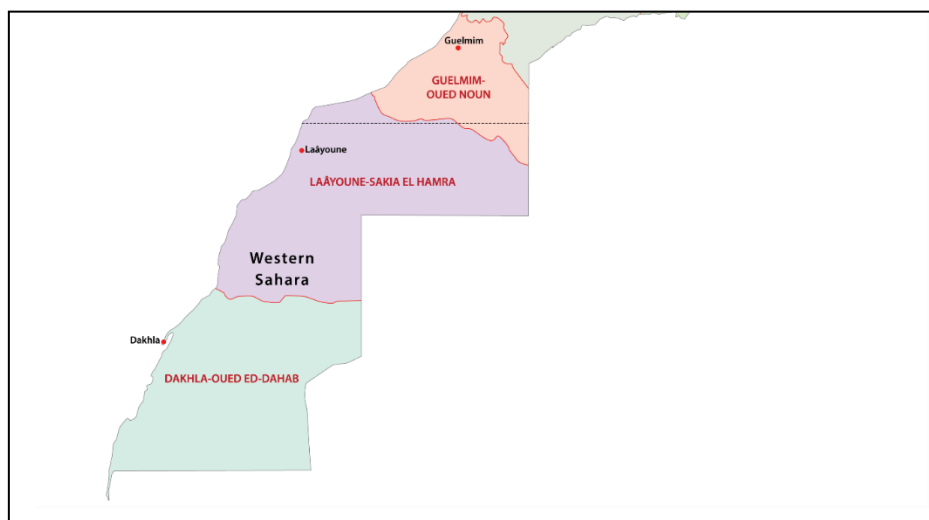 Guelmim
GUELMIM-
OUED NOUN
Laâyoune
LAÂYOUNE-SAKIA EL HAMRA
Western
Sahara
Dakhla
DAKHLA-OUED ED-DAHAB